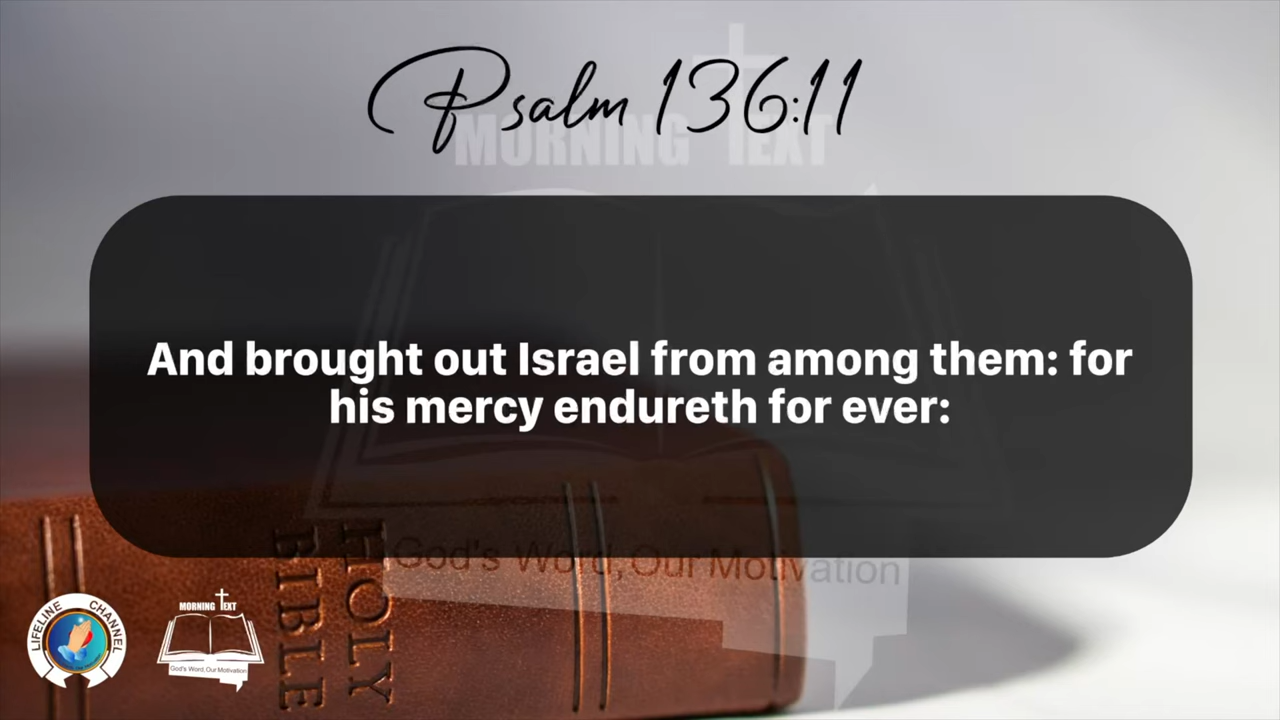 Psalm 136:11
MORNING TEXT
And brought out Israel from among them: for
his mercy endureth for ever:
God's Word, Our Motivation
HOLY
BIBLE
LIFELINE CHANNEL
MORNING TEXT
God's Word, Our Motivation